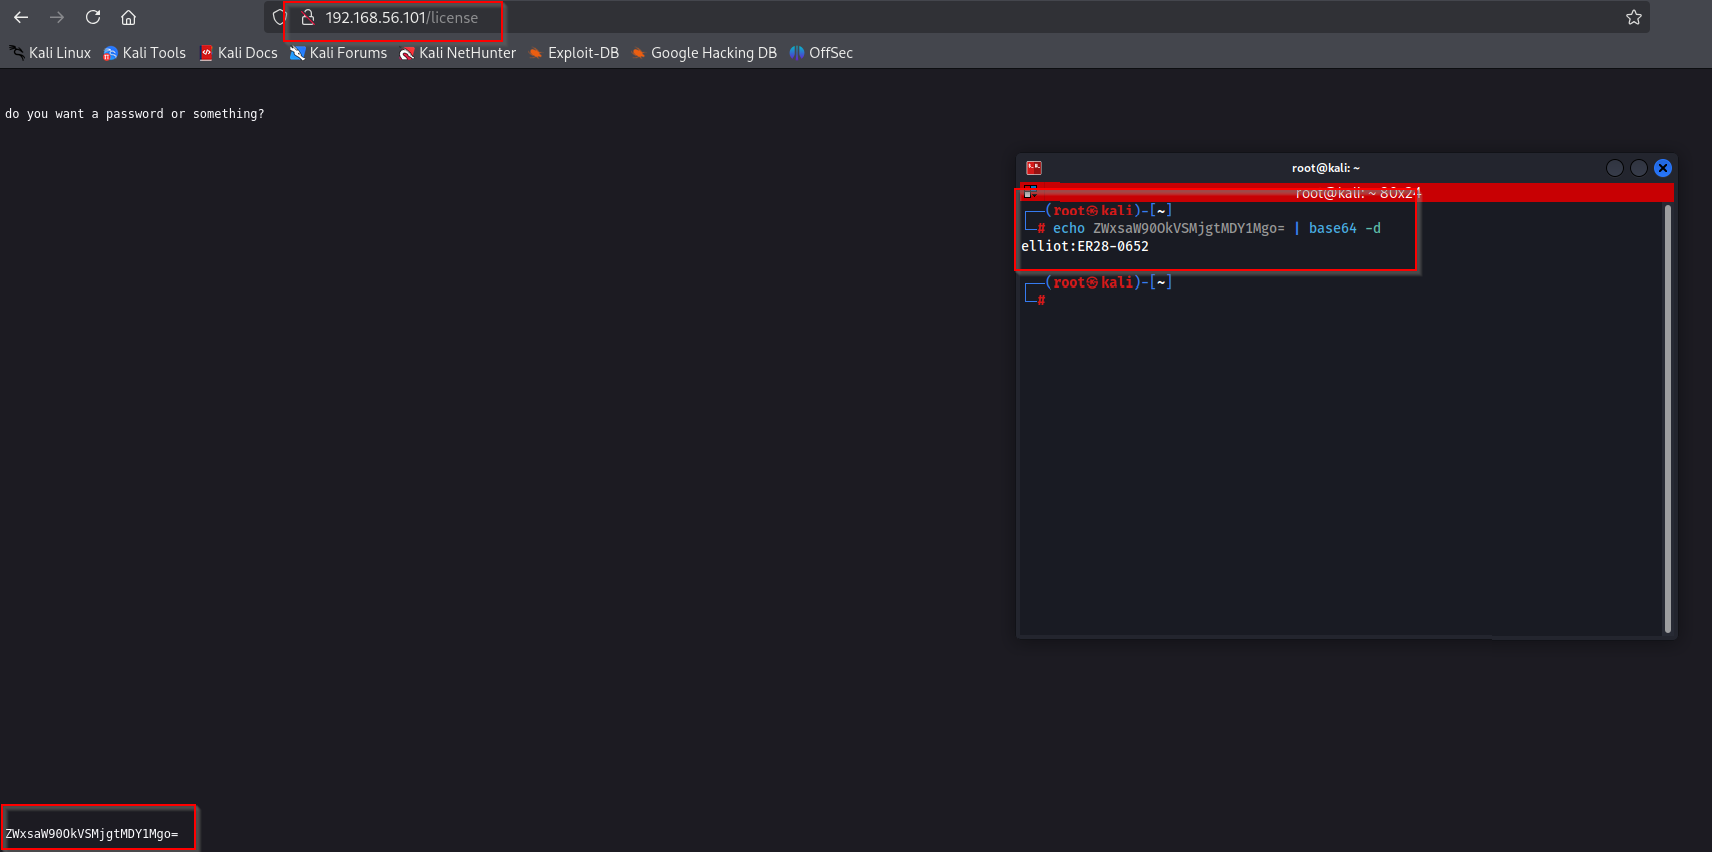 192.168.56.101/license
Kali Linux Kali Tools Kali Docs Kali Forums Kali NetHunter Exploit-DB Google Hacking DB OffSec
do you want a password or something?
root@kali: ~
root@kali: ~ 80x24
┌──(root㉿kali)-[~]
└─# echo ZWxsaW90OkVSMjgtMDY1Mgo= | base64 -d
elliot:ER28-0652
┌──(root㉿kali)-[~]
└─#
ZWxsaW90OkVSMjgtMDY1Mgo=